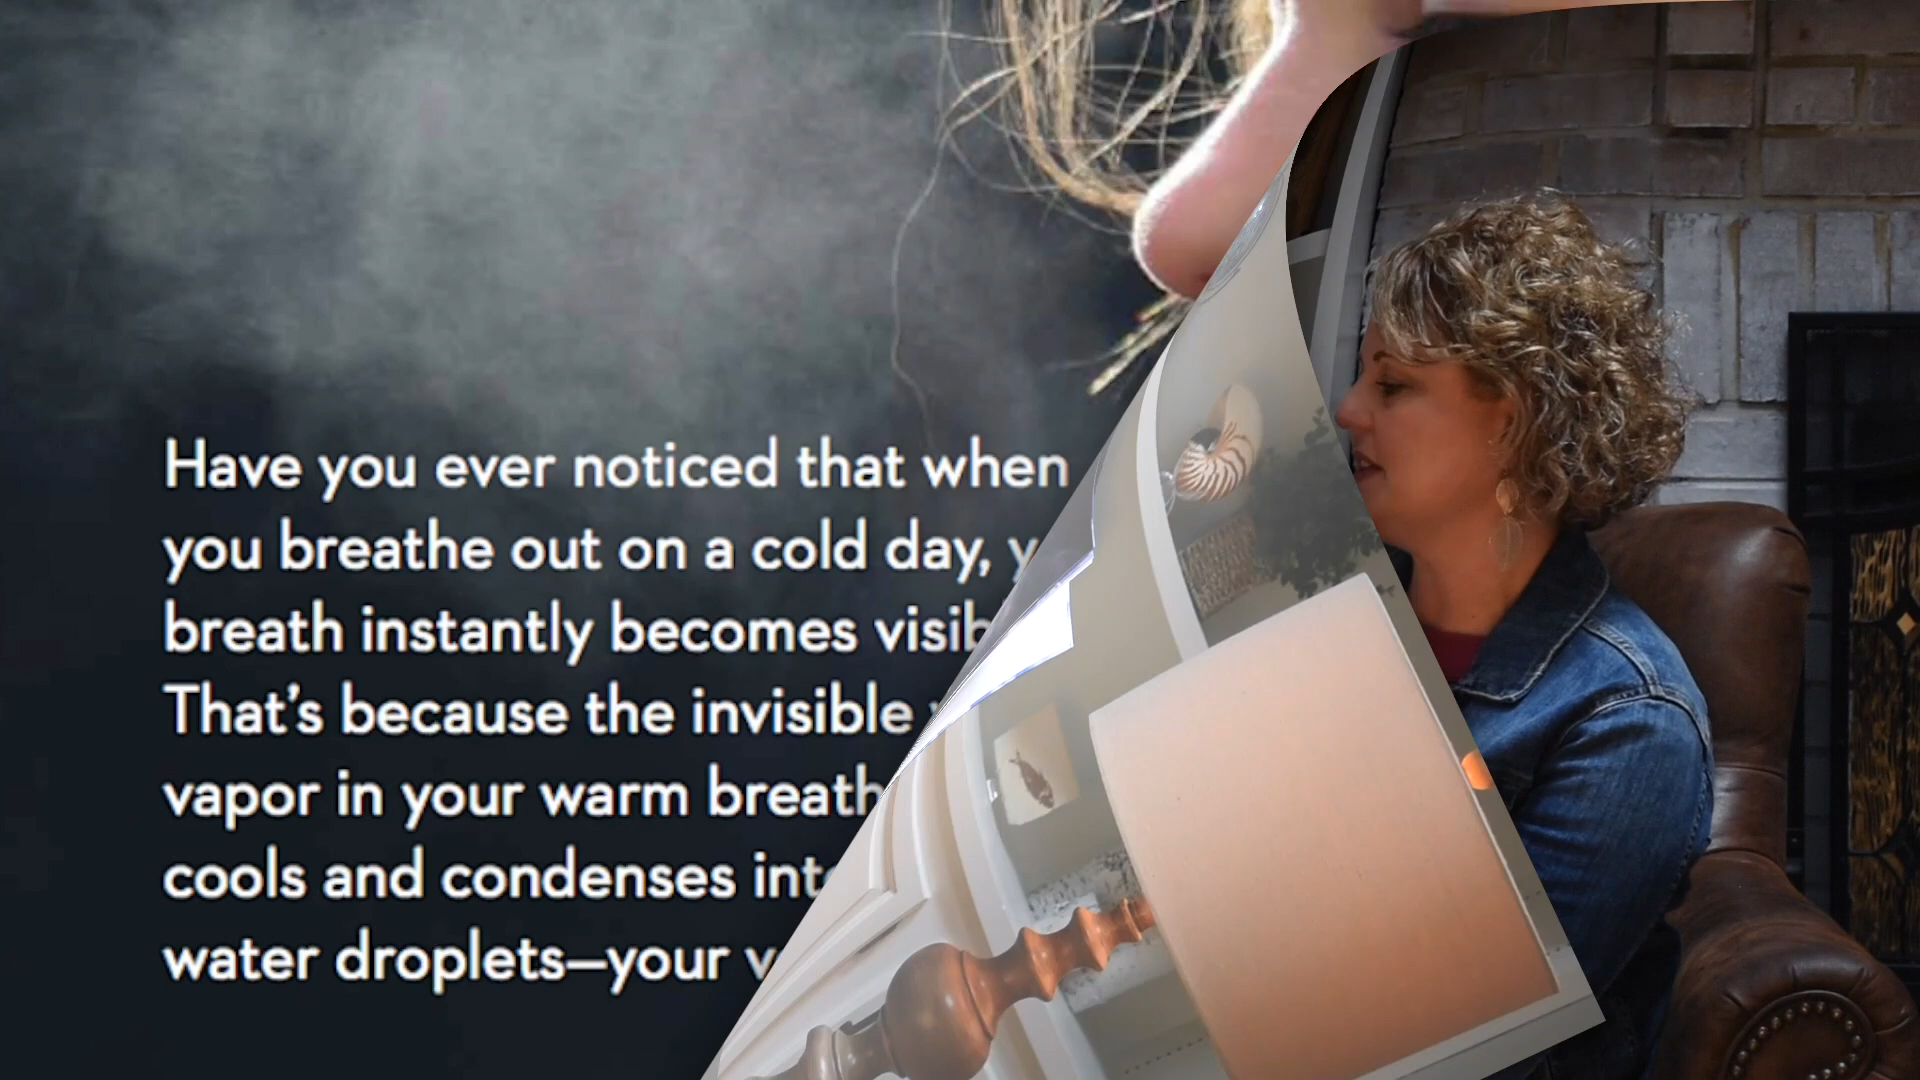 Have you ever noticed that when
you breathe out on a cold day,
breath instantly becomes
That’s because the invisible
vapor in your warm breath
cools and condenses
water droplets—your